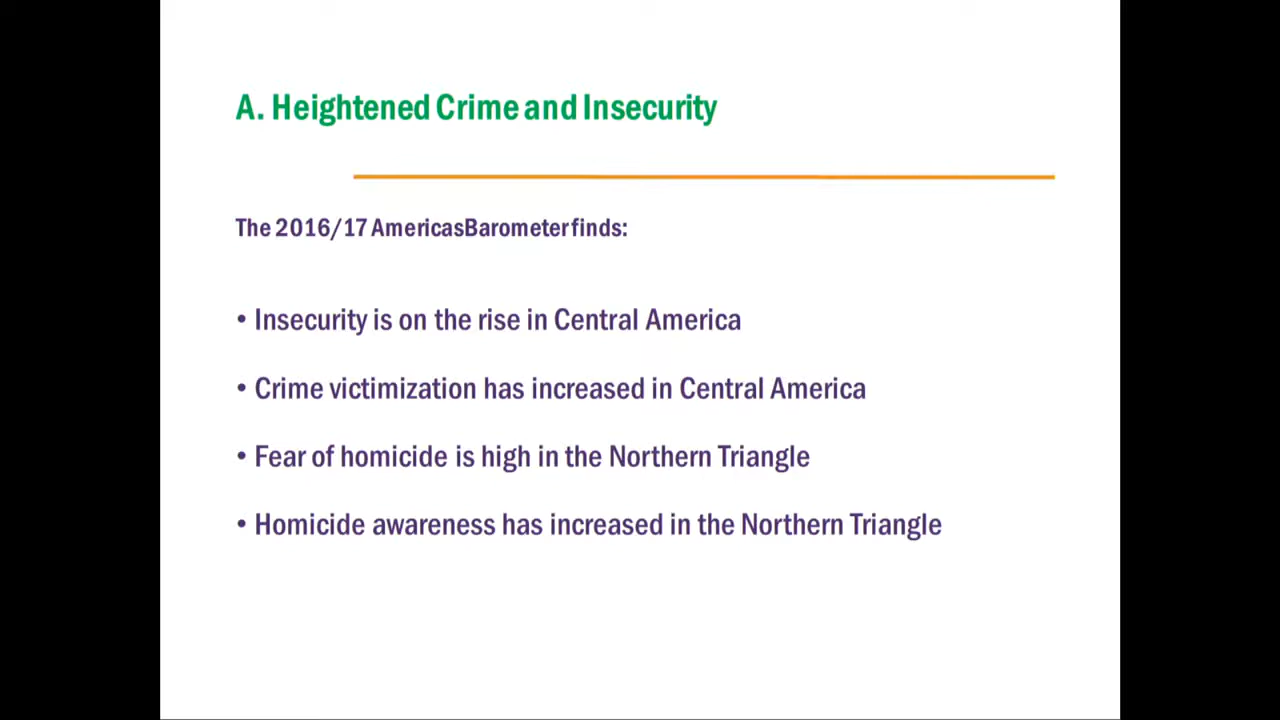 A. Heightened Crime and Insecurity
The 2016/17 AmericasBarometer finds:
• Insecurity is on the rise in Central America
• Crime victimization has increased in Central America
• Fear of homicide is high in the Northern Triangle
• Homicide awareness has increased in the Northern Triangle